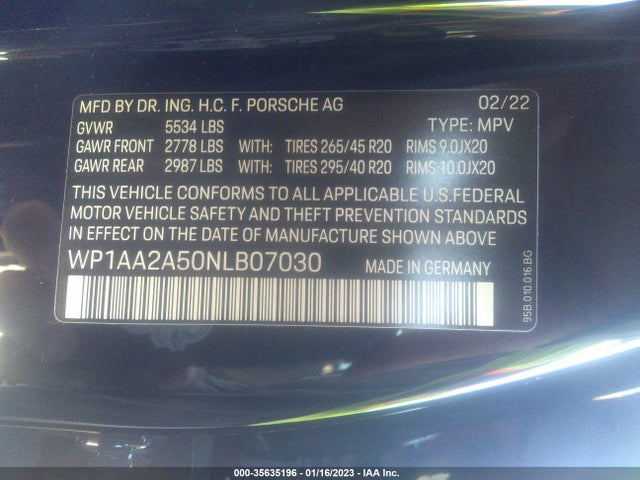 MFD BY DR. ING. H.C. F. PORSCHE AG 02/22
GVWR 5534 LBS TYPE: MPV
GAWR FRONT 2778 LBS WITH: TIRES 265/45 R20 RIMS 9.0JX20
GAWR REAR 2987 LBS WITH: TIRES 295/40 R20 RIMS 10.0JX20
THIS VEHICLE CONFORMS TO ALL APPLICABLE U.S.FEDERAL
MOTOR VEHICLE SAFETY AND THEFT PREVENTION STANDARDS
IN EFFECT ON THE DATE OF MANUFACTURE SHOWN ABOVE
WP1AA2A50NLB07030 MADE IN GERMANY
95B.010.016.BG
000-35635196 - 01/16/2023 - IAA Inc.